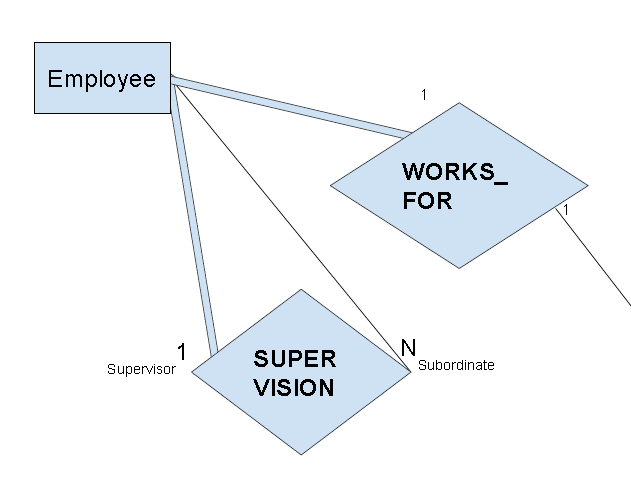 Employee
1
WORKS_
FOR
1
1
Supervisor
N
Subordinate
SUPER
VISION